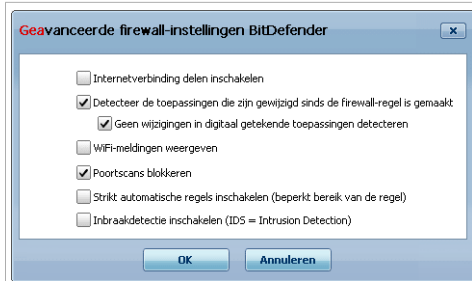 Geavanceerde firewall-instellingen BitDefender
Internetverbinding delen inschakelen
Detecteer de toepassingen die zijn gewijzigd sinds de firewall-regel is gemaakt
Geen wijzigingen in digitaal getekende toepassingen detecteren
WiFi-meldingen weergeven
Poortscans blokkeren
Strikt automatische regels inschakelen (beperkt bereik van de regel)
Inbraakdetectie inschakelen (IDS = Intrusion Detection)
OK Annuleren